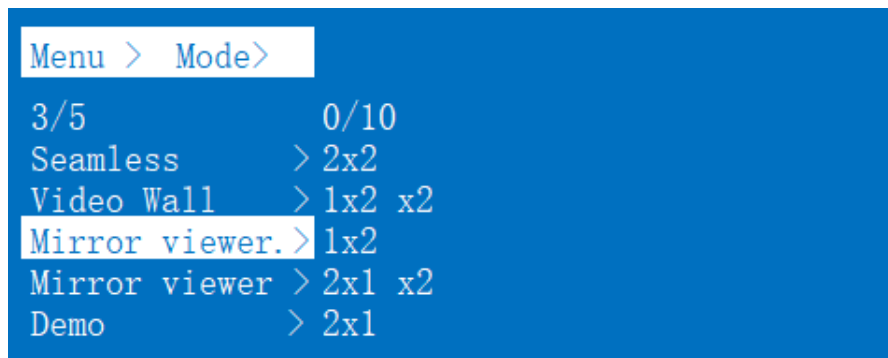 Menu > Mode>
3/5 0/10
Seamless > 2x2
Video Wall > 1x2 x2
Mirror viewer. > 1x2
Mirror viewer > 2x1 x2
Demo > 2x1